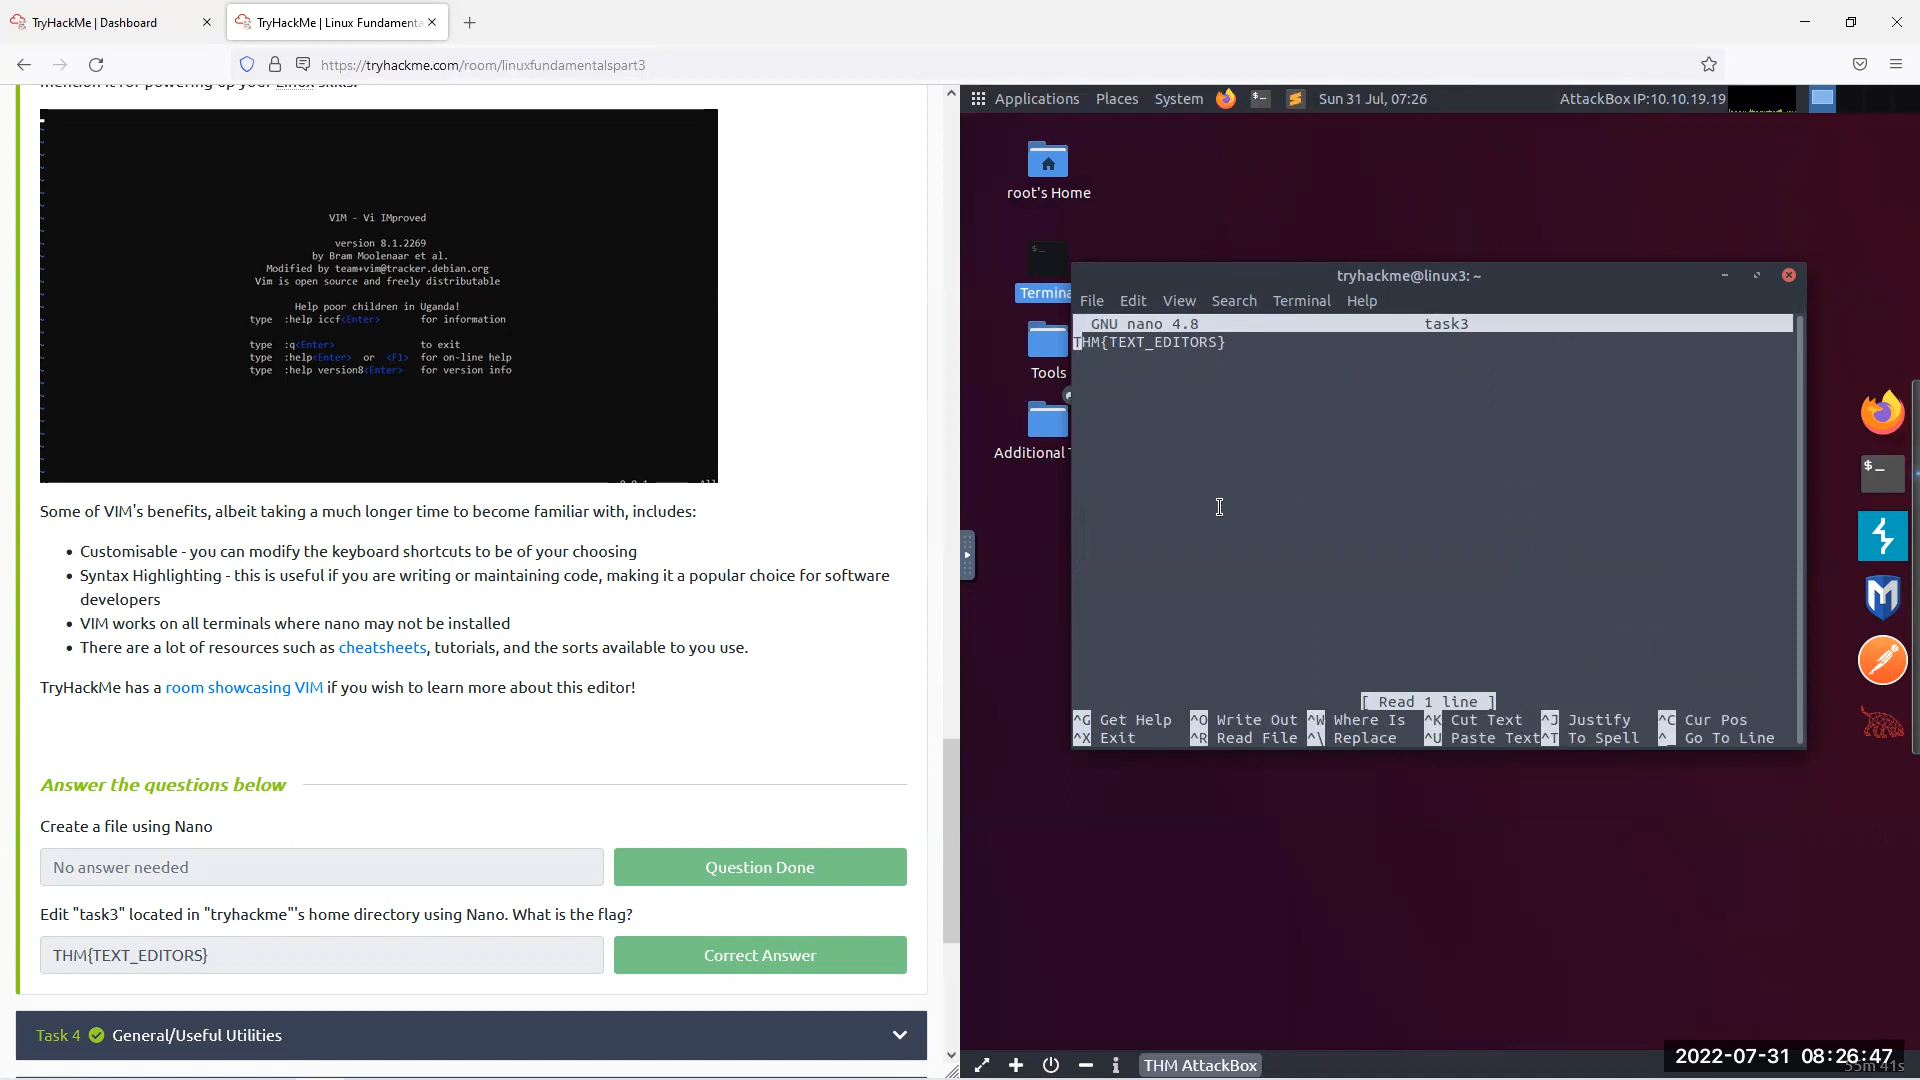 TryHackMe | Dashboard
TryHackMe | Linux Fundamenta
https://tryhackme.com/room/linuxfundamentalspart3
mention it for powering up your Linux skills.
VIM - Vi IMproved
version 8.1.2269
by Bram Moolenaar et al.
Modified by team+vim@tracker.debian.org
Vim is open source and freely distributable
Help poor children in Uganda!
type :help iccf<Enter> for information
type :q<Enter> to exit
type :help<Enter> or <F1> for on-line help
type :help version8<Enter> for version info
Some of VIM's benefits, albeit taking a much longer time to become familiar with, includes:
Customisable - you can modify the keyboard shortcuts to be of your choosing
Syntax Highlighting - this is useful if you are writing or maintaining code, making it a popular choice for software
developers
VIM works on all terminals where nano may not be installed
There are a lot of resources such as cheatsheets, tutorials, and the sorts available to you use.
TryHackMe has a room showcasing VIM if you wish to learn more about this editor!
Answer the questions below
Create a file using Nano
No answer needed
Question Done
Edit "task3" located in "tryhackme"'s home directory using Nano. What is the flag?
THM{TEXT_EDITORS}
Correct Answer
Task 4 General/Useful Utilities
Applications Places System Sun 31 Jul, 07:26 AttackBox IP:10.10.19.19
root's Home
Termina
Tools
Additional T
tryhackme@linux3: ~
File Edit View Search Terminal Help
GNU nano 4.8 task3
THM{TEXT_EDITORS}
[ Read 1 line ]
^G Get Help ^O Write Out ^W Where Is ^K Cut Text ^J Justify ^C Cur Pos
^X Exit ^R Read File ^\ Replace ^U Paste Text ^T To Spell ^_ Go To Line
THM AttackBox
2022-07-31 08:26:47
55m 41s